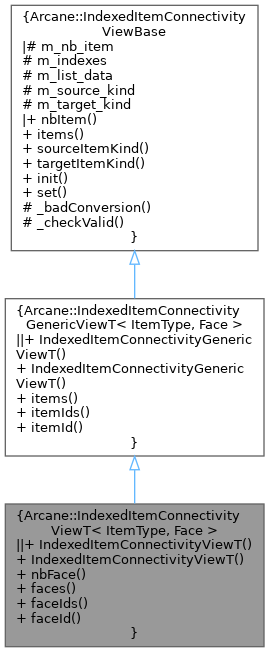 {Arcane::IndexedItemConnectivity
ViewBase
|# m_nb_item
# m_indexes
# m_list_data
# m_source_kind
# m_target_kind
|+ nbItem()
+ items()
+ sourceItemKind()
+ targetItemKind()
+ init()
+ set()
# _badConversion()
# _checkValid()
}
{Arcane::IndexedItemConnectivity
GenericViewT< ItemType, Face >
||+ IndexedItemConnectivityGeneric
ViewT()
+ IndexedItemConnectivityGeneric
ViewT()
+ items()
+ itemIds()
+ itemId()
}
{Arcane::IndexedItemConnectivity
ViewT< ItemType, Face >
||+ IndexedItemConnectivityViewT()
+ IndexedItemConnectivityViewT()
+ nbFace()
+ faces()
+ faceIds()
+ faceId()
}